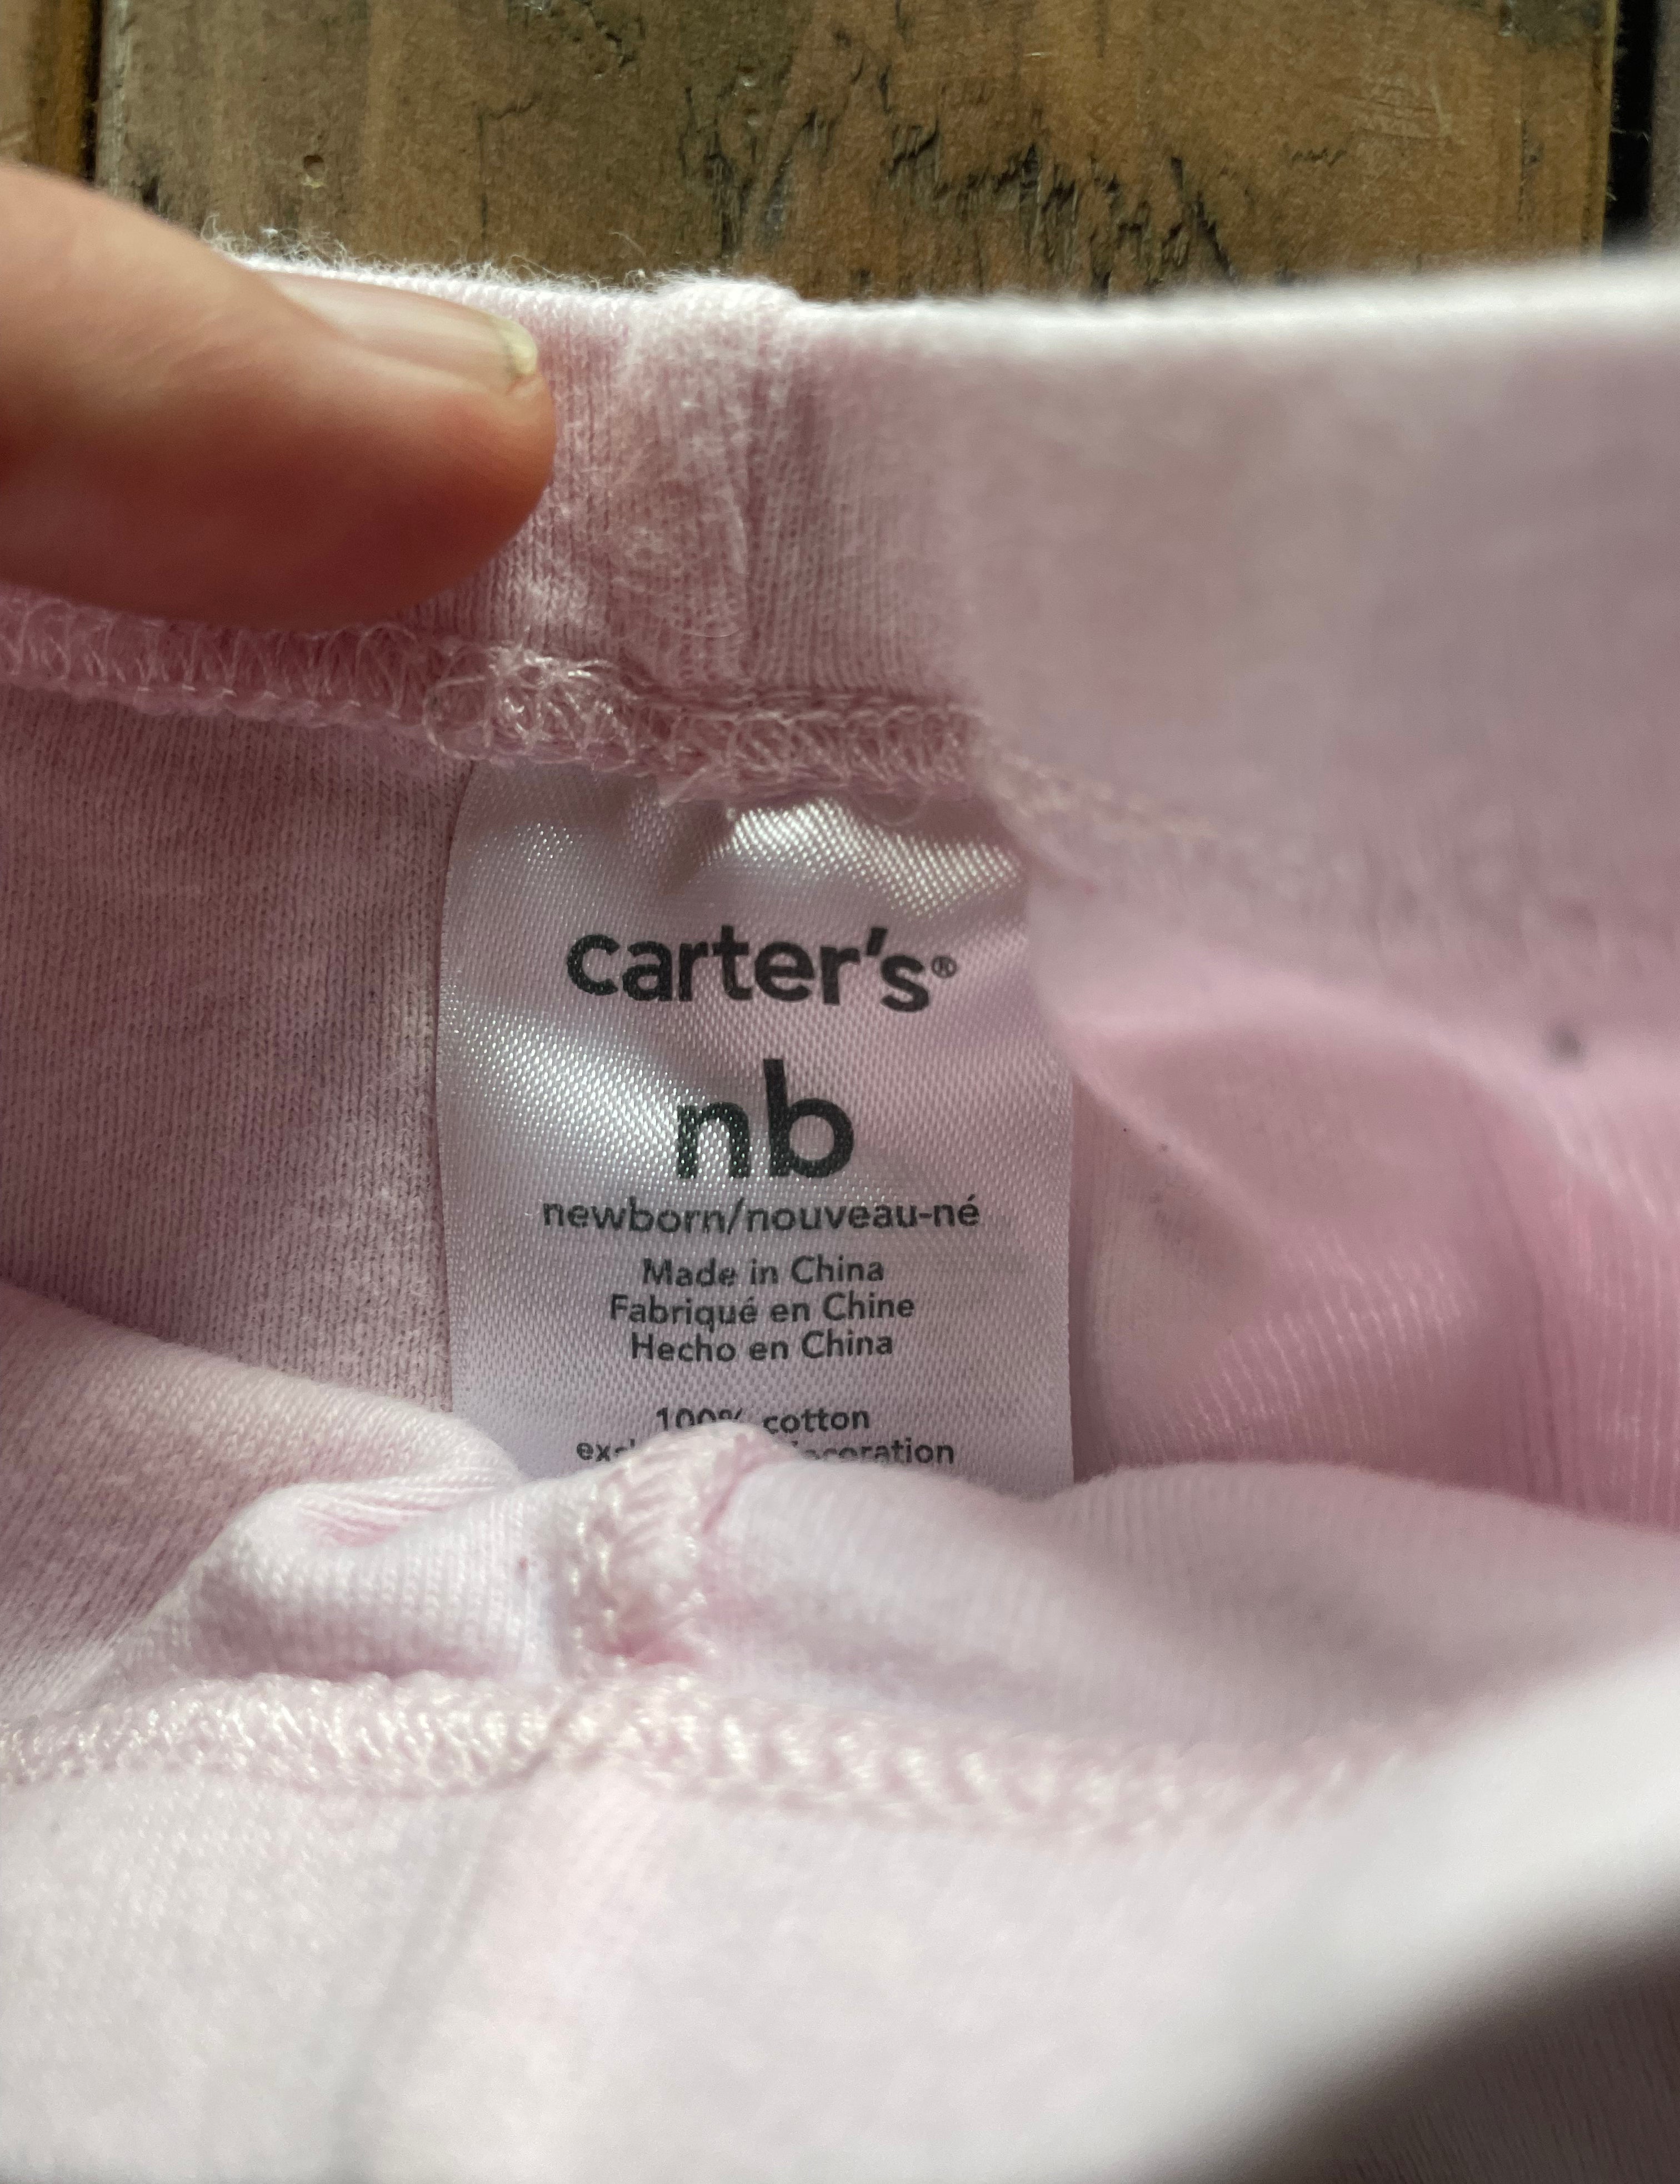 carter's®
nb
newborn/nouveau-né
Made in China
Fabriqué en Chine
Hecho en China
100% cotton